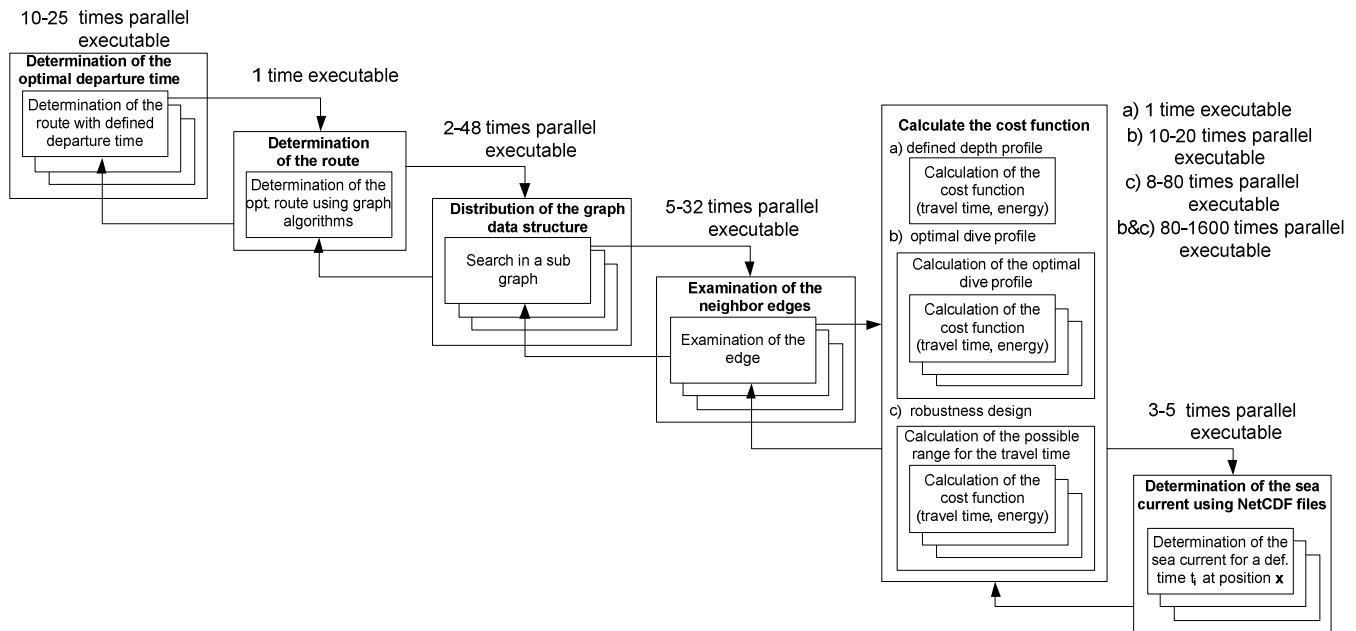 10-25 times parallel
executable
Determination of the
optimal departure time
Determination of the
route with defined
departure time
1 time executable
Determination
of the route
Determination of the
opt. route using graph
algorithms
2-48 times parallel
executable
Distribution of the graph
data structure
Search in a sub
graph
5-32 times parallel
executable
Examination of the
neighbor edges
Examination of the
edge
Calculate the cost function
a) defined depth profile
Calculation of the
cost function
(travel time, energy)
b) optimal dive profile
Calculation of the optimal
dive profile
Calculation of the
cost function
(travel time, energy)
c) robustness design
Calculation of the possible
range for the travel time
Calculation of the
cost function
(travel time, energy)
a) 1 time executable
b) 10-20 times parallel
executable
c) 8-80 times parallel
executable
b&c) 80-1600 times parallel
executable
3-5 times parallel
executable
Determination of the sea
current using NetCDF files
Determination of the
sea current for a def.
time ti at position x